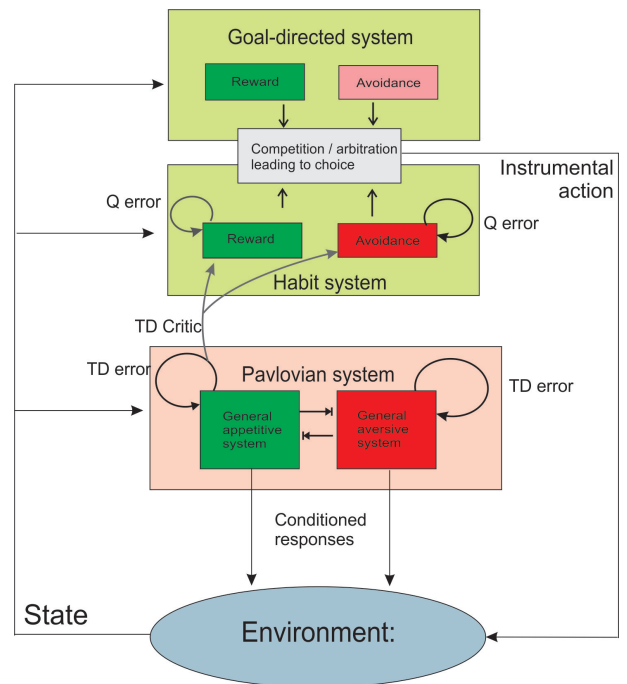 Goal-directed system
Reward
Avoidance
Competition / arbitration
leading to choice
Instrumental
action
Q error
Q error
Reward
Avoidance
Habit system
TD Critic
TD error
Pavlovian system
TD error
General
appetitive
system
General
aversive
system
Conditioned
responses
State
Environment: